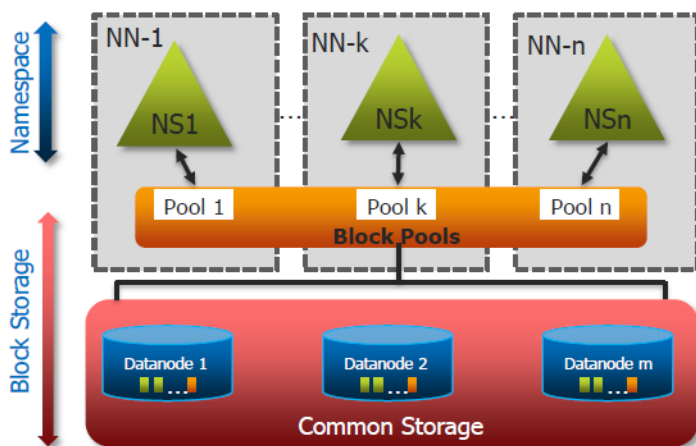 Namespace
Block Storage
NN-1
NN-k
NN-n
NS1
...
NSk
...
NSn
Pool 1
Pool k
Pool n
Block Pools
Datanode 1
...
Datanode 2
...
Datanode m
...
Common Storage